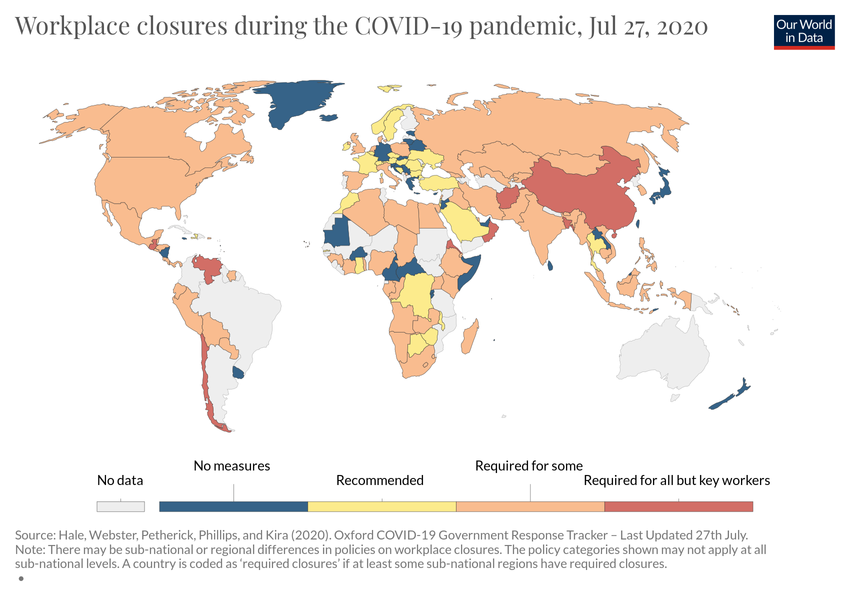 Workplace closures during the COVID-19 pandemic, Jul 27, 2020
Our World
in Data
No data
No measures
Recommended
Required for some
Required for all but key workers
Source: Hale, Webster, Petherick, Phillips, and Kira (2020). Oxford COVID-19 Government Response Tracker – Last Updated 27th July.
Note: There may be sub-national or regional differences in policies on workplace closures. The policy categories shown may not apply at all
sub-national levels. A country is coded as 'required closures' if at least some sub-national regions have required closures.